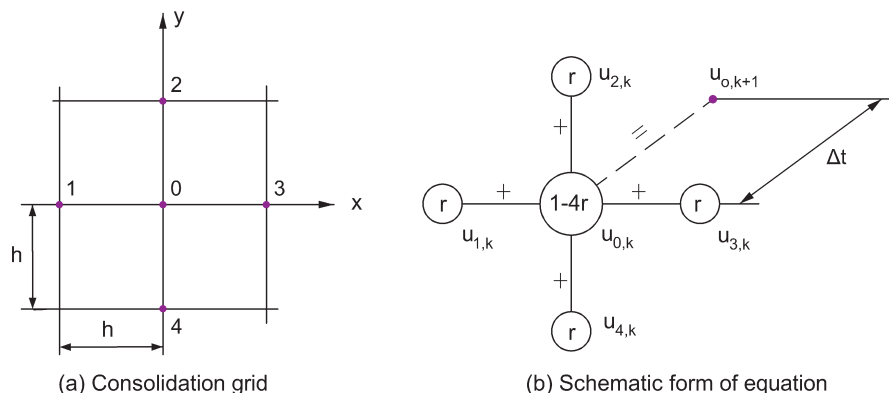 y
2
1
0
3
x
h
h
4
(a) Consolidation grid
r
u2,k
uo,k+1
+
=
Δt
r
+
1-4r
+
r
u1,k
u0,k
u3,k
+
r
u4,k
(b) Schematic form of equation